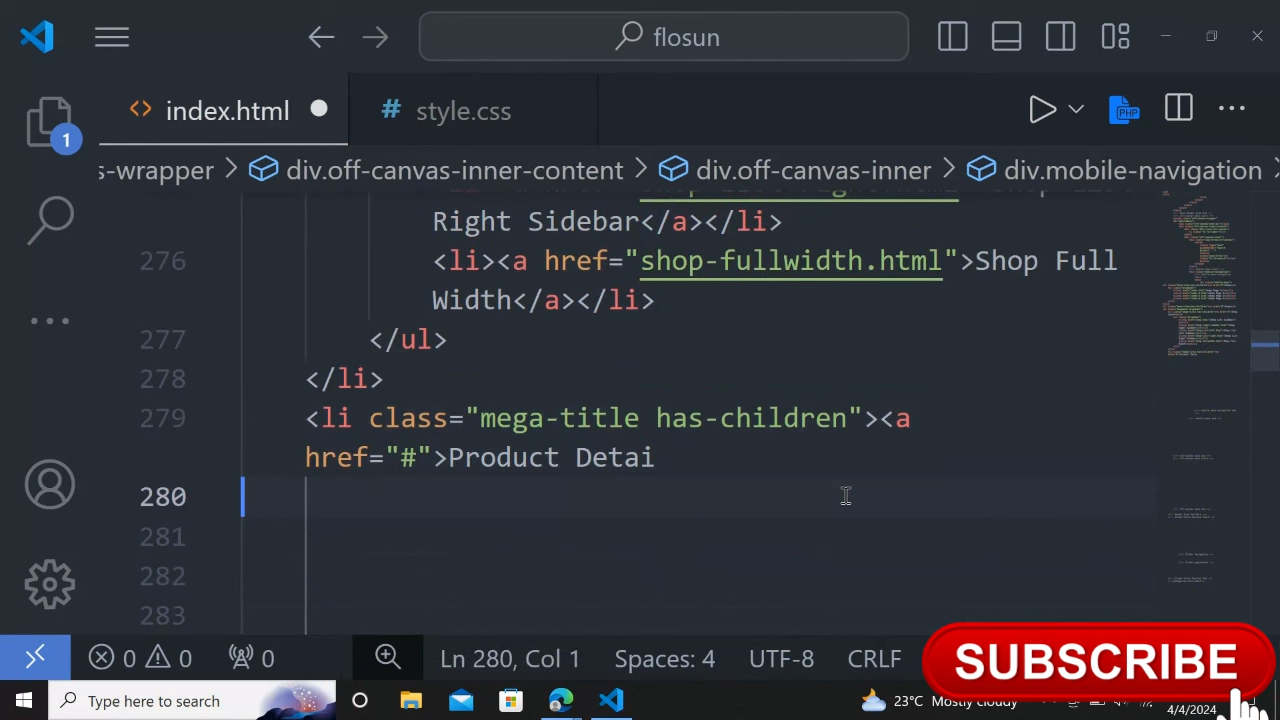 flosun
index.html
style.css
PHP
1
s-wrapper > div.off-canvas-inner-content > div.off-canvas-inner > div.mobile-navigation
Right Sidebar</a></li>
276 <li><a href="shop-fullwidth.html">Shop Full
Width</a></li>
277 </ul>
278 </li>
279 <li class="mega-title has-children"><a
href="#">Product Detai
280
281
282
283
0 0 0 Ln 280, Col 1 Spaces: 4 UTF-8 CRLF
SUBSCRIBE
Type here to search 23°C Mostly cloudy
4/4/2024